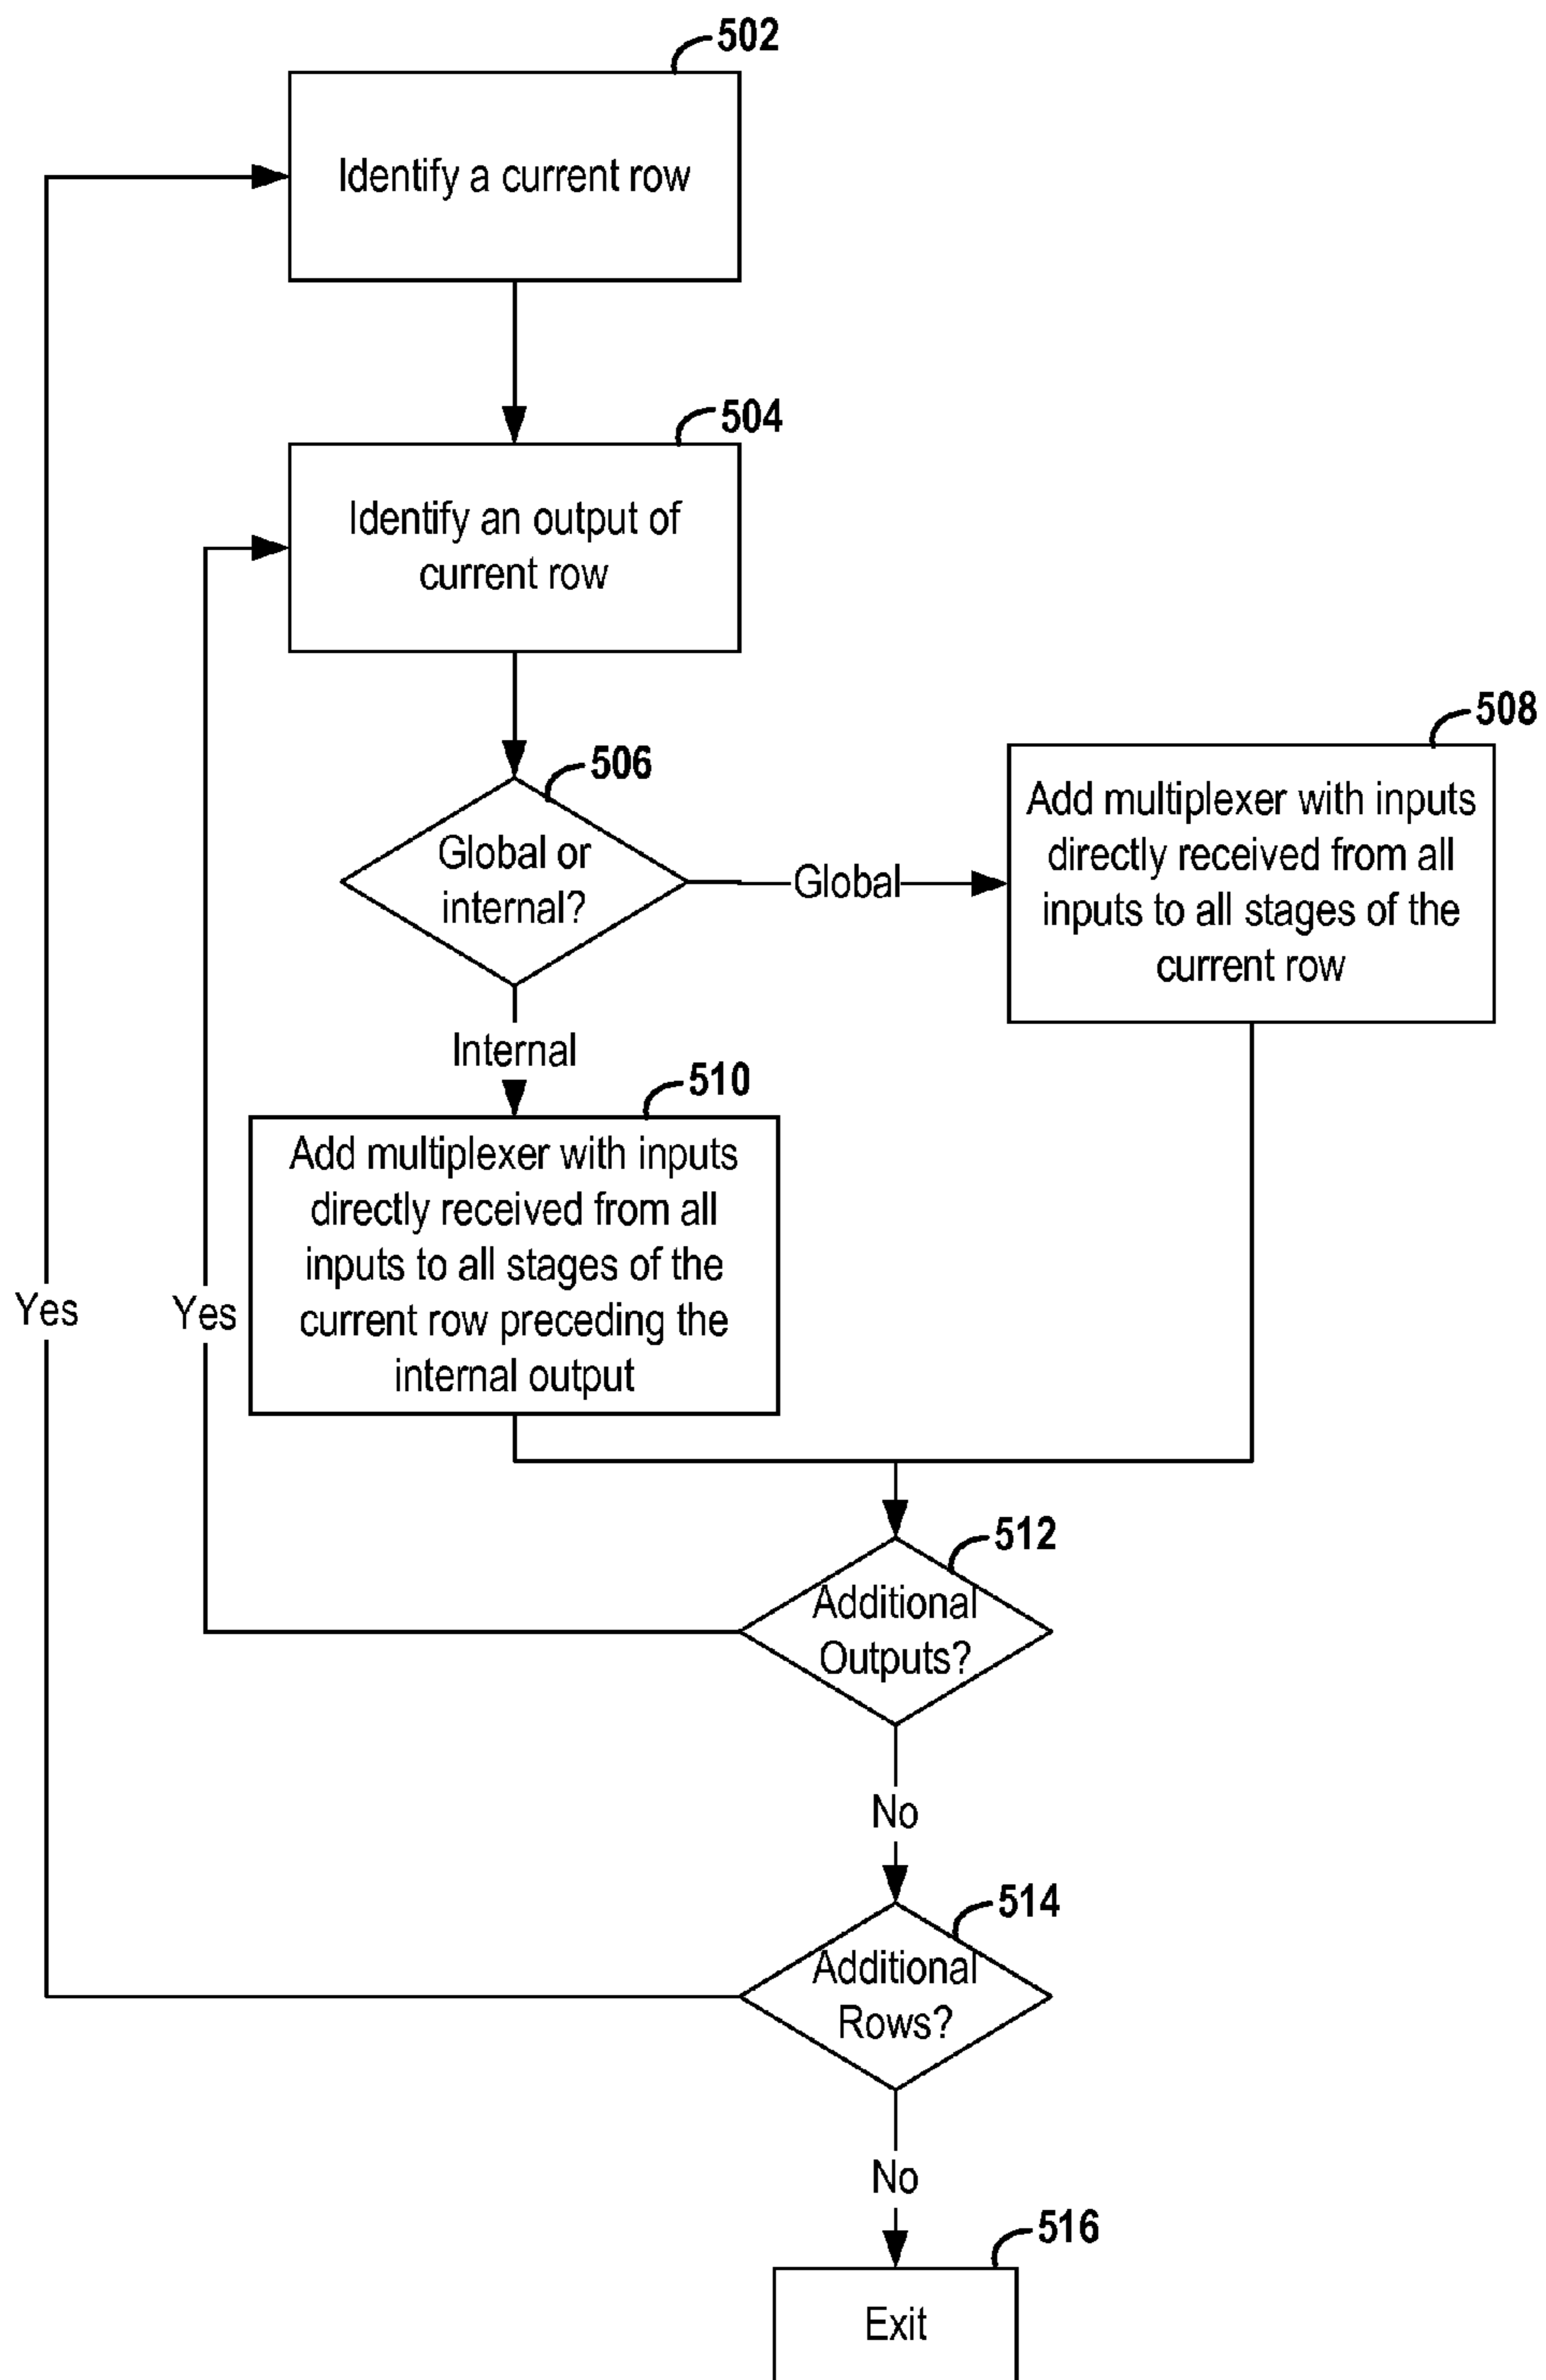 502
Identify a current row
504
Identify an output of
current row
506
Global or
internal?
Global
508
Add multiplexer with inputs
directly received from all
inputs to all stages of the
current row
Internal
510
Add multiplexer with inputs
directly received from all
inputs to all stages of the
current row preceding the
internal output
Yes
Yes
512
Additional
Outputs?
No
514
Additional
Rows?
No
516
Exit